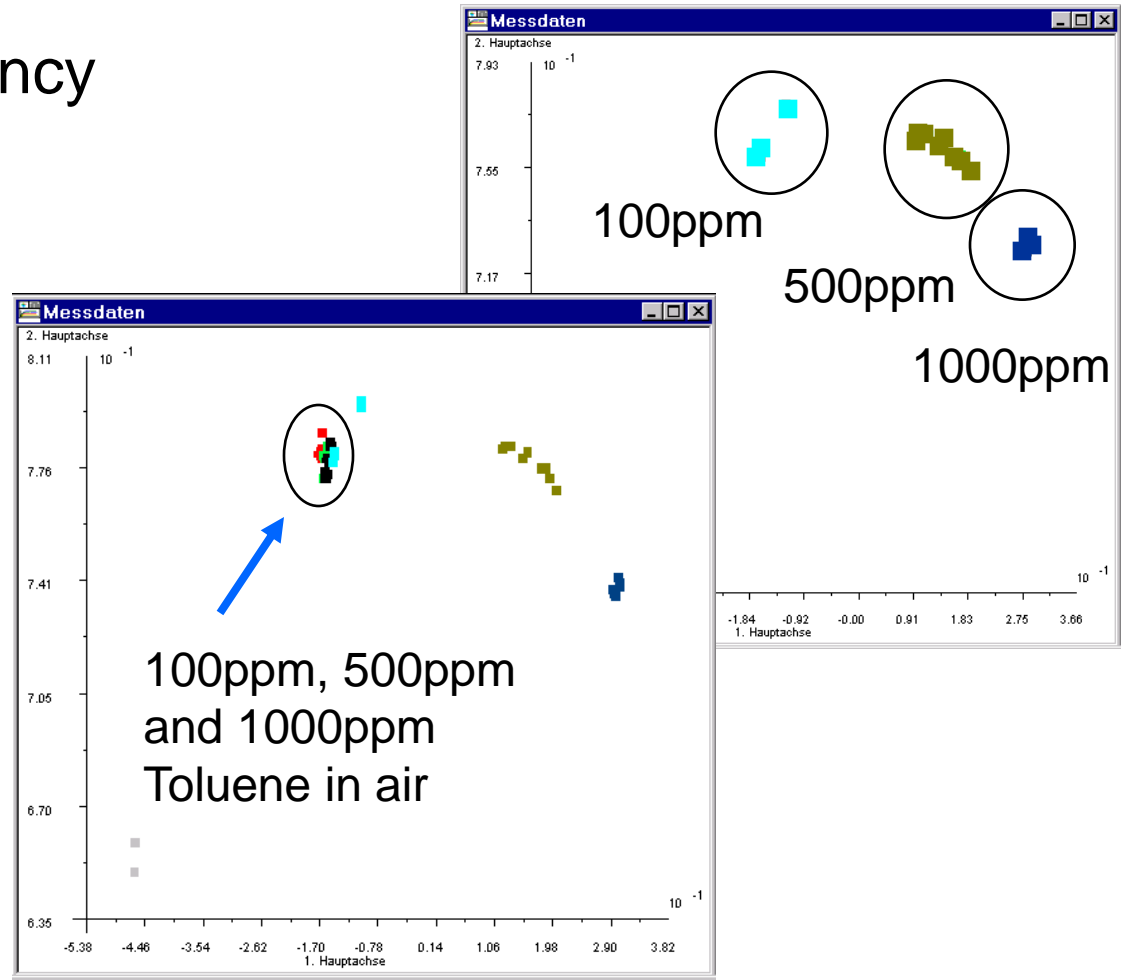 ncy
Messdaten
2. Hauptachse
7.93
10 -1
7.55
7.17
100ppm
500ppm
1000ppm
10 -1
-1.84 -0.92 -0.00 0.91 1.83 2.75 3.66
1. Hauptachse
Messdaten
2. Hauptachse
8.11
10 -1
7.76
7.41
7.05
6.70
6.35
100ppm, 500ppm
and 1000ppm
Toluene in air
10 -1
-5.38 -4.46 -3.54 -2.62 -1.70 -0.78 0.14 1.06 1.98 2.90 3.82
1. Hauptachse